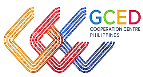 GCED
COOPERATION CENTRE
PHILIPPINES